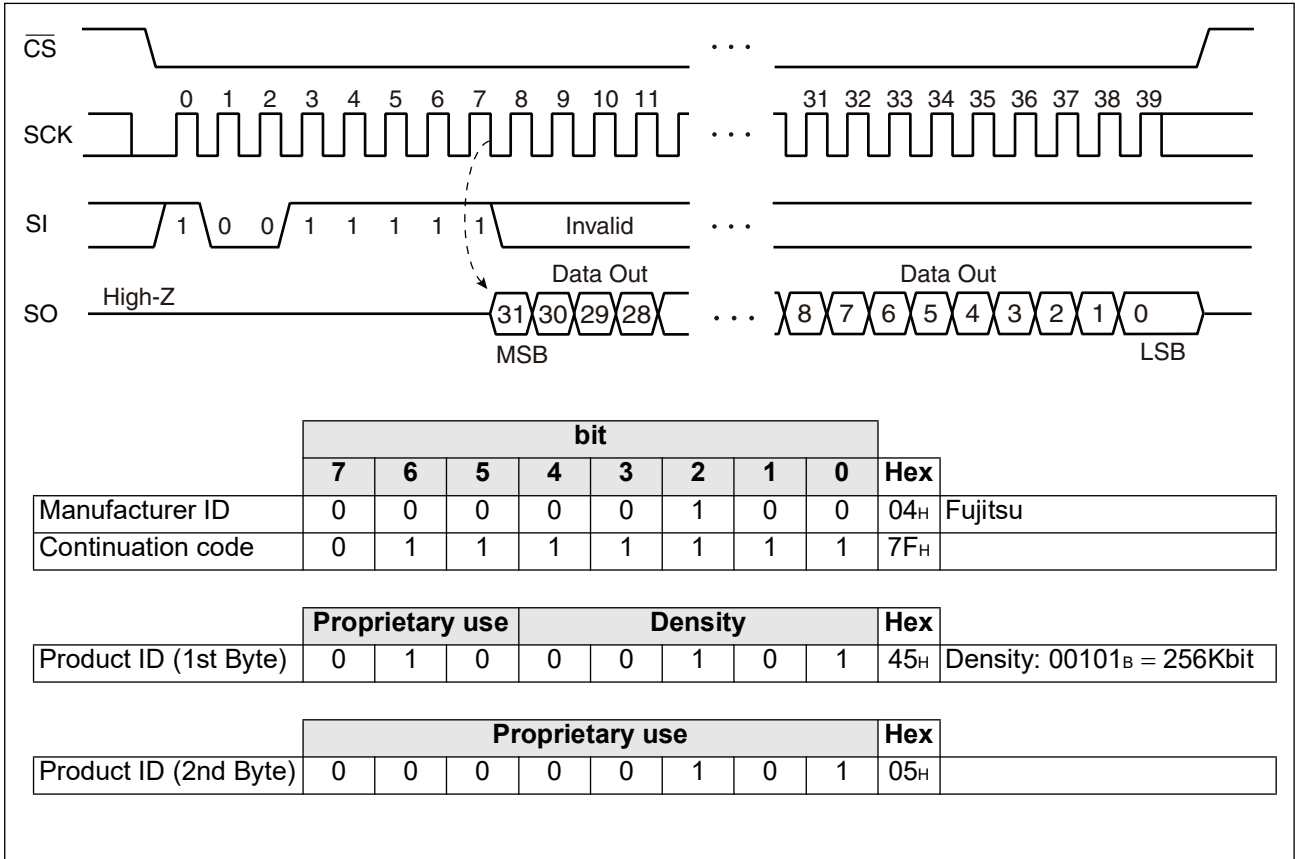 CS
. . .
0 1 2 3 4 5 6 7 8 9 10 11 31 32 33 34 35 36 37 38 39
SCK . . .
SI 1 0 0 1 1 1 1 1 Invalid . . .
Data Out Data Out
High-Z
SO 31 30 29 28 . . . 8 7 6 5 4 3 2 1 0
MSB LSB
bit
7 6 5 4 3 2 1 0 Hex
Manufacturer ID 0 0 0 0 0 1 0 0 04H Fujitsu
Continuation code 0 1 1 1 1 1 1 1 7FH
Proprietary use Density Hex
Product ID (1st Byte) 0 1 0 0 0 1 0 1 45H Density: 00101B = 256Kbit
Proprietary use Hex
Product ID (2nd Byte) 0 0 0 0 0 1 0 1 05H